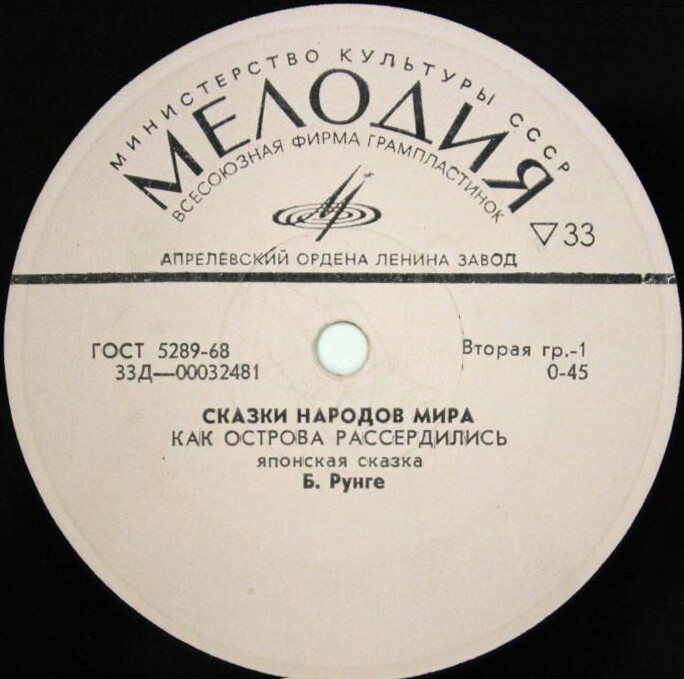 МИНИСТЕРСТВО КУЛЬТУРЫ СССР
МЕЛОДИЯ
ВСЕСОЮЗНАЯ ФИРМА ГРАМПЛАСТИНОК
▽33
АПРЕЛЕВСКИЙ ОРДЕНА ЛЕНИНА ЗАВОД
ГОСТ 5289-68
33Д—00032481
Вторая гр.-1
0-45
СКАЗКИ НАРОДОВ МИРА
КАК ОСТРОВА РАССЕРДИЛИСЬ
японская сказка
Б. Рунге